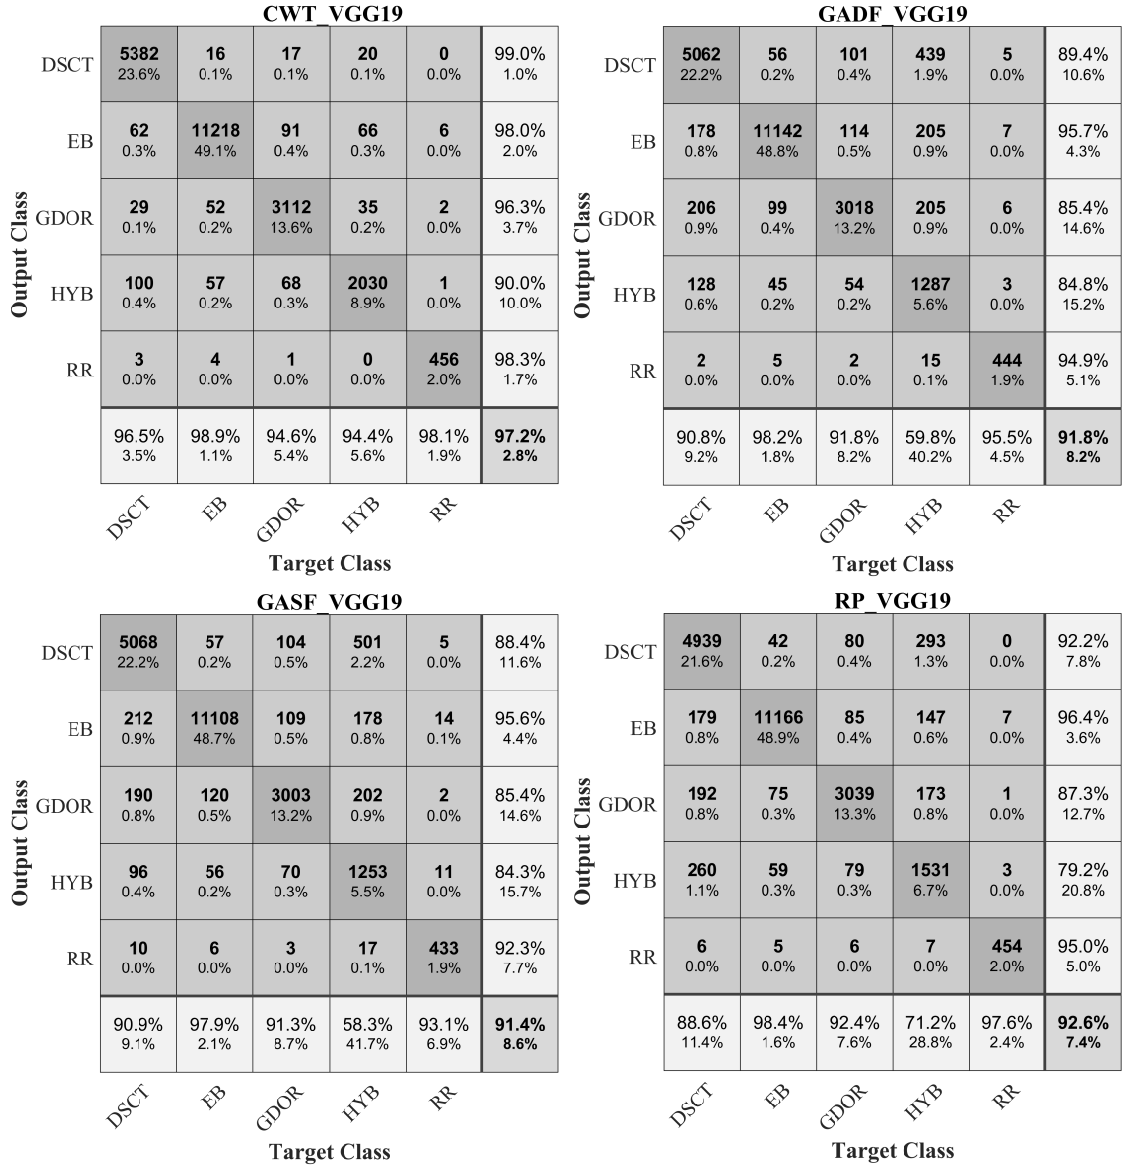 CWT_VGG19
DSCT 5382 16 17 20 0 99.0%
23.6% 0.1% 0.1% 0.1% 0.0% 1.0%
EB 62 11218 91 66 6 98.0%
0.3% 49.1% 0.4% 0.3% 0.0% 2.0%
GDOR 29 52 3112 35 2 96.3%
0.1% 0.2% 13.6% 0.2% 0.0% 3.7%
HYB 100 57 68 2030 1 90.0%
0.4% 0.2% 0.3% 8.9% 0.0% 10.0%
RR 3 4 1 0 456 98.3%
0.0% 0.0% 0.0% 0.0% 2.0% 1.7%
96.5% 98.9% 94.6% 94.4% 98.1% 97.2%
3.5% 1.1% 5.4% 5.6% 1.9% 2.8%
DSCT EB GDOR HYB RR
Target Class
Output Class
GADF_VGG19
DSCT 5062 56 101 439 5 89.4%
22.2% 0.2% 0.4% 1.9% 0.0% 10.6%
EB 178 11142 114 205 7 95.7%
0.8% 48.8% 0.5% 0.9% 0.0% 4.3%
GDOR 206 99 3018 205 6 85.4%
0.9% 0.4% 13.2% 0.9% 0.0% 14.6%
HYB 128 45 54 1287 3 84.8%
0.6% 0.2% 0.2% 5.6% 0.0% 15.2%
RR 2 5 2 15 444 94.9%
0.0% 0.0% 0.0% 0.1% 1.9% 5.1%
90.8% 98.2% 91.8% 59.8% 95.5% 91.8%
9.2% 1.8% 8.2% 40.2% 4.5% 8.2%
DSCT EB GDOR HYB RR
Target Class
Output Class
GASF_VGG19
DSCT 5068 57 104 501 5 88.4%
22.2% 0.2% 0.5% 2.2% 0.0% 11.6%
EB 212 11108 109 178 14 95.6%
0.9% 48.7% 0.5% 0.8% 0.1% 4.4%
GDOR 190 120 3003 202 2 85.4%
0.8% 0.5% 13.2% 0.9% 0.0% 14.6%
HYB 96 56 70 1253 11 84.3%
0.4% 0.2% 0.3% 5.5% 0.0% 15.7%
RR 10 6 3 17 433 92.3%
0.0% 0.0% 0.0% 0.1% 1.9% 7.7%
90.9% 97.9% 91.3% 58.3% 93.1% 91.4%
9.1% 2.1% 8.7% 41.7% 6.9% 8.6%
DSCT EB GDOR HYB RR
Target Class
Output Class
RP_VGG19
DSCT 4939 42 80 293 0 92.2%
21.6% 0.2% 0.4% 1.3% 0.0% 7.8%
EB 179 11166 85 147 7 96.4%
0.8% 48.9% 0.4% 0.6% 0.0% 3.6%
GDOR 192 75 3039 173 1 87.3%
0.8% 0.3% 13.3% 0.8% 0.0% 12.7%
HYB 260 59 79 1531 3 79.2%
1.1% 0.3% 0.3% 6.7% 0.0% 20.8%
RR 6 5 6 7 454 95.0%
0.0% 0.0% 0.0% 0.0% 2.0% 5.0%
88.6% 98.4% 92.4% 71.2% 97.6% 92.6%
11.4% 1.6% 7.6% 28.8% 2.4% 7.4%
DSCT EB GDOR HYB RR
Target Class
Output Class